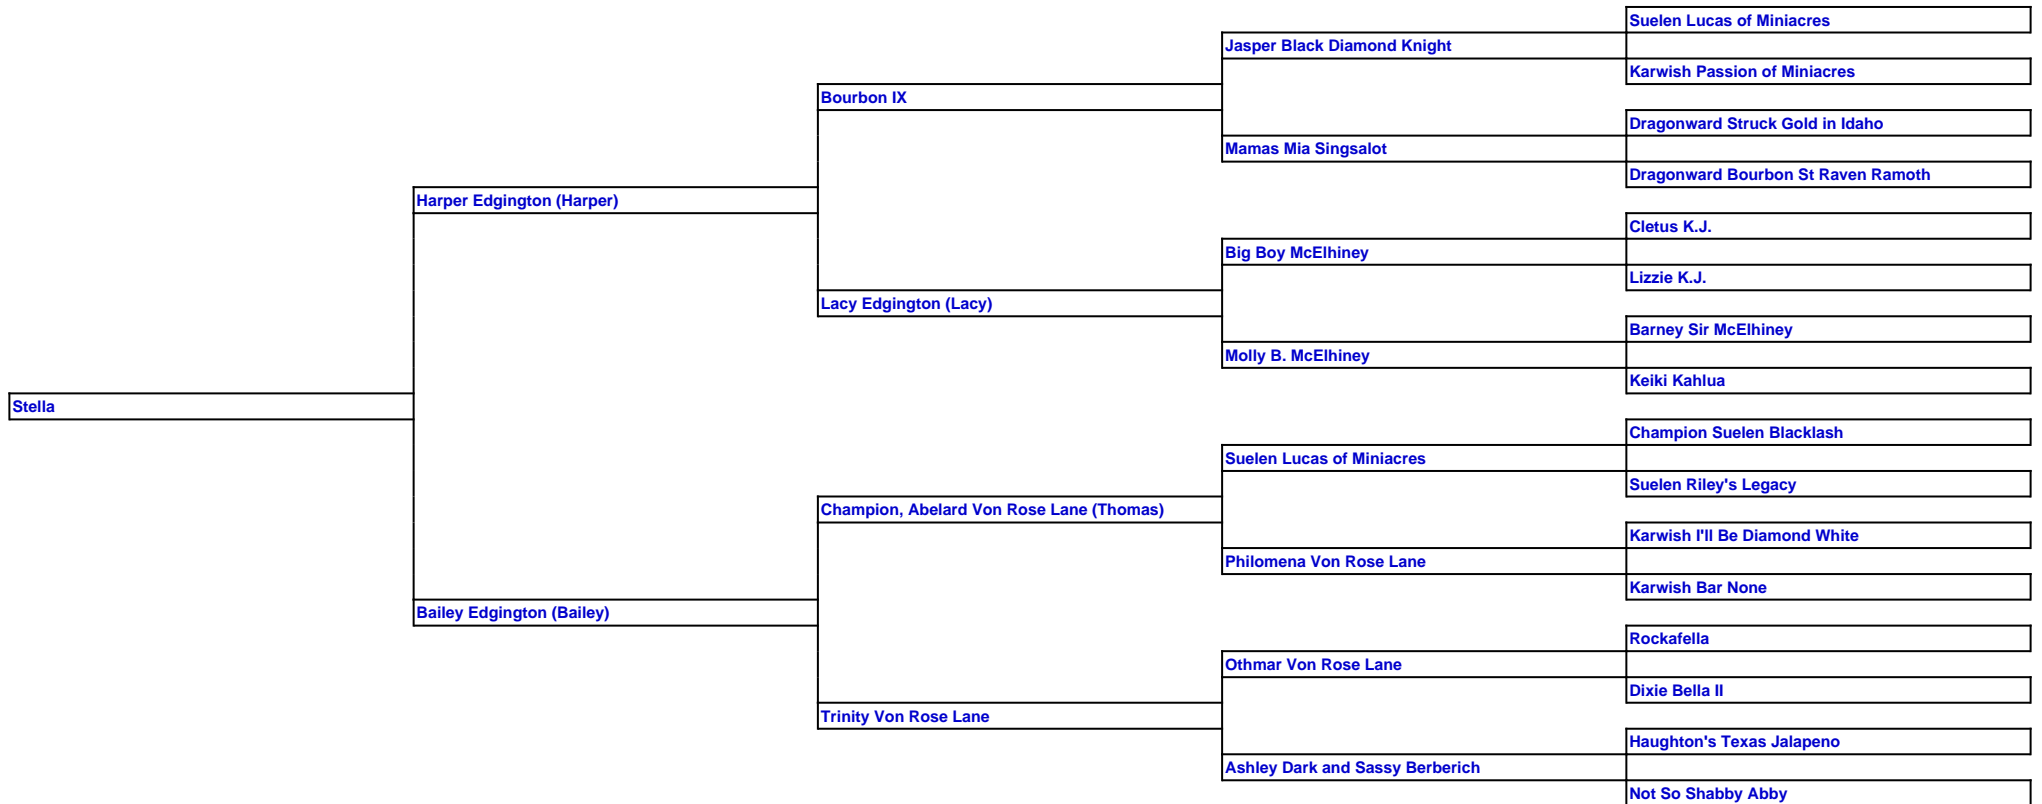 Suelen Lucas of Miniacres
Jasper Black Diamond Knight
Karwish Passion of Miniacres
Bourbon IX
Dragonward Struck Gold in Idaho
Mamas Mia Singsalot
Dragonward Bourbon St Raven Ramoth
Harper Edgington (Harper)
Cletus K.J.
Big Boy McElhiney
Lizzie K.J.
Lacy Edgington (Lacy)
Barney Sir McElhiney
Molly B. McElhiney
Keiki Kahlua
Stella
Champion Suelen Blacklash
Suelen Lucas of Miniacres
Suelen Riley's Legacy
Champion, Abelard Von Rose Lane (Thomas)
Karwish I'll Be Diamond White
Philomena Von Rose Lane
Karwish Bar None
Bailey Edgington (Bailey)
Rockafella
Othmar Von Rose Lane
Dixie Bella II
Trinity Von Rose Lane
Haughton's Texas Jalapeno
Ashley Dark and Sassy Berberich
Not So Shabby Abby